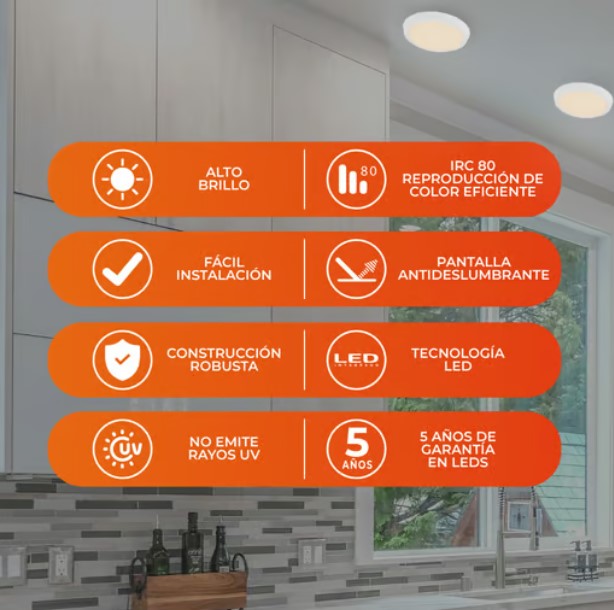 ALTO
BRILLO
80
IRC 80
REPRODUCCIÓN DE
COLOR EFICIENTE
FÁCIL
INSTALACIÓN
PANTALLA
ANTIDESLUMBRANTE
CONSTRUCCIÓN
ROBUSTA
LED
INTEGRADO
TECNOLOGÍA
LED
UV
NO EMITE
RAYOS UV
5
AÑOS
5 AÑOS DE
GARANTÍA
EN LEDS